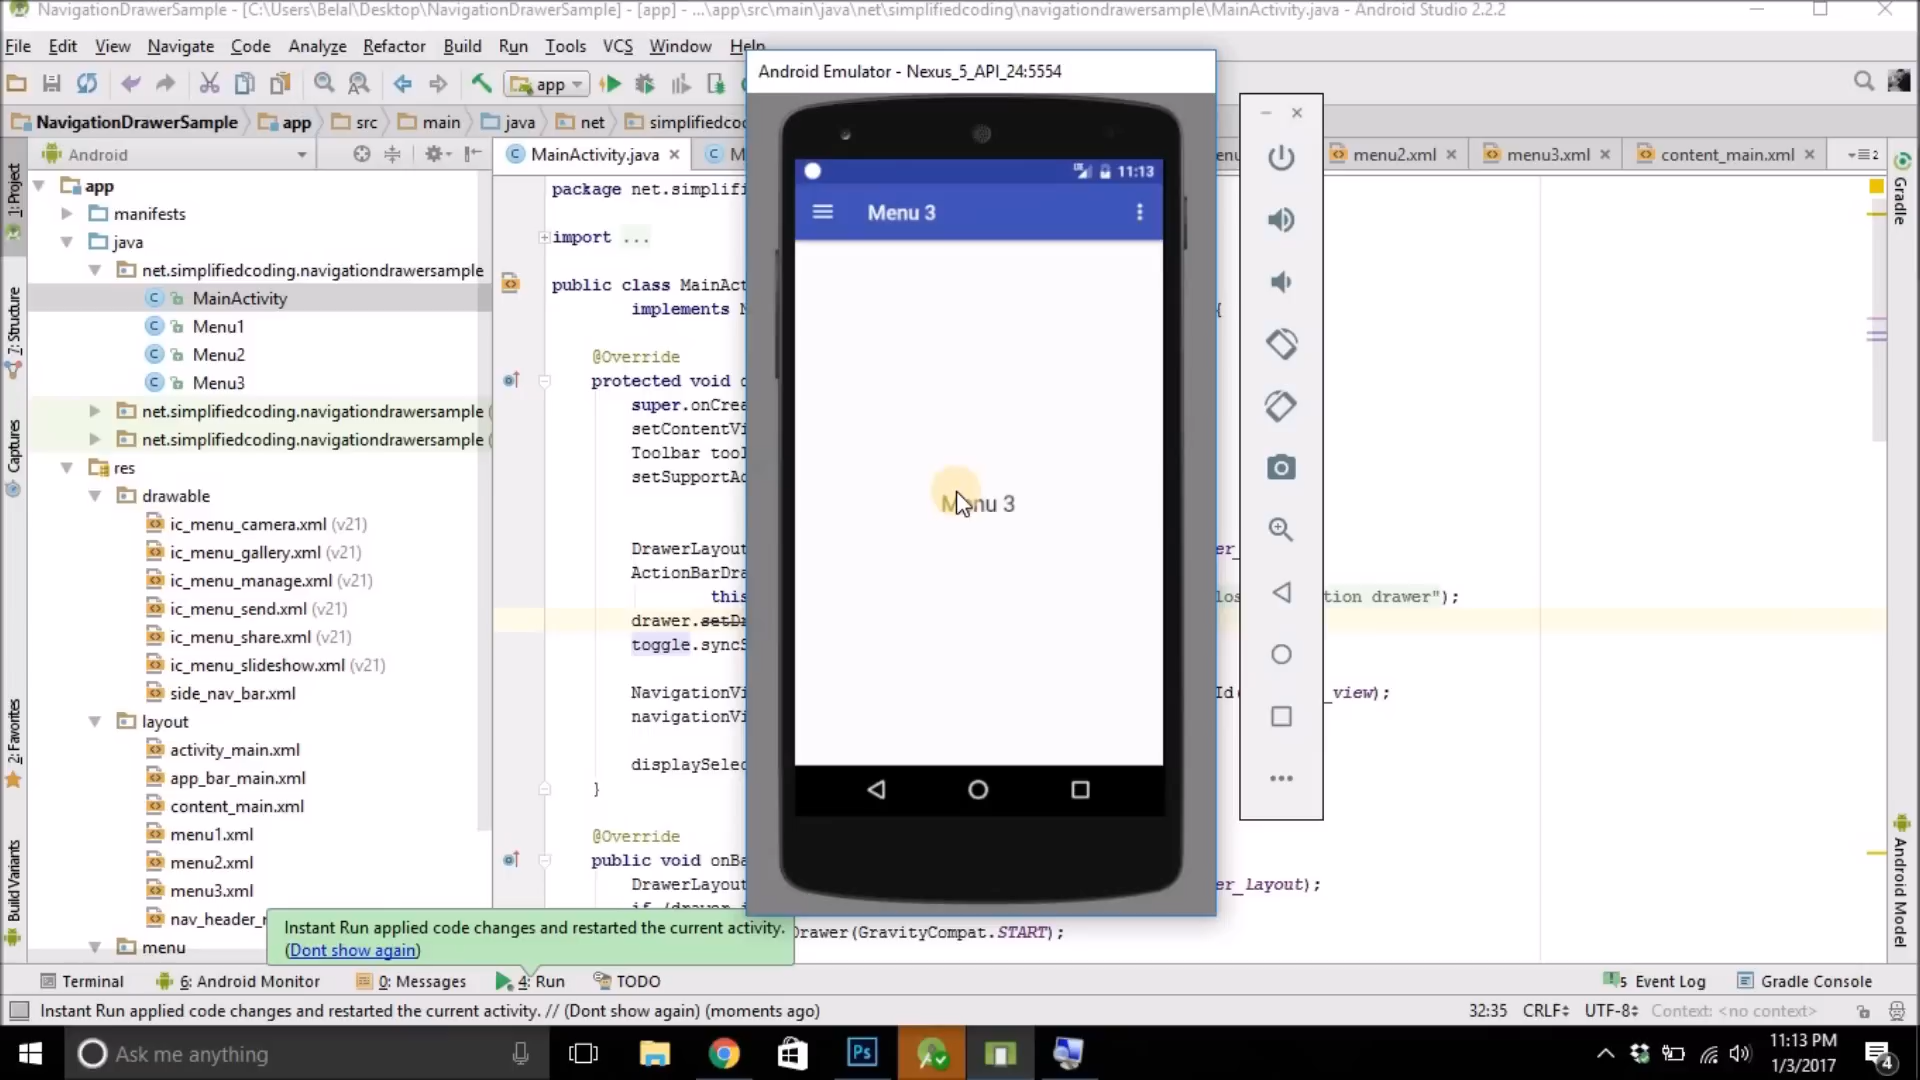 NavigationDrawerSample - [C:\Users\Belal\Desktop\NavigationDrawerSample] - [app] - ...\app\src\main\java\net\simplifiedcoding\navigationdrawersample\MainActivity.java - Android Studio 2.2.2
File Edit View Navigate Code Analyze Refactor Build Run Tools VCS Window Help
Android Emulator - Nexus_5_API_24:5554
app
NavigationDrawerSample app src main java net simplifiedcod
Android
MainActivity.java
menu2.xml menu3.xml content_main.xml
2
1: Project
7: Structure
Captures
2: Favorites
Build Variants
Gradle
Android Model
app
manifests
java
net.simplifiedcoding.navigationdrawersample
MainActivity
Menu1
Menu2
Menu3
net.simplifiedcoding.navigationdrawersample (
net.simplifiedcoding.navigationdrawersample (
res
drawable
ic_menu_camera.xml (v21)
ic_menu_gallery.xml (v21)
ic_menu_manage.xml (v21)
ic_menu_send.xml (v21)
ic_menu_share.xml (v21)
ic_menu_slideshow.xml (v21)
side_nav_bar.xml
layout
activity_main.xml
app_bar_main.xml
content_main.xml
menu1.xml
menu2.xml
menu3.xml
nav_header_
menu
package net.simplifi
import ...
public class MainAct
implements N {
@Override
protected void o
super.onCrea
setContentVi
Toolbar tool
setSupportAc
DrawerLayout er_
ActionBarDra
this los tion drawer");
drawer.setDr
toggle.syncS
NavigationVi Id( _view);
navigationVi
displaySelec
}
@Override
public void onBa
DrawerLayout er_layout);
rawer(GravityCompat.START);
11:13
Menu 3
Menu 3
Instant Run applied code changes and restarted the current activity.
(Dont show again)
Terminal 6: Android Monitor 0: Messages 4: Run TODO 5 Event Log Gradle Console
Instant Run applied code changes and restarted the current activity. // (Dont show again) (moments ago) 32:35 CRLF÷ UTF-8÷ Context: <no context>
Ask me anything
Ps
11:13 PM
1/3/2017
4